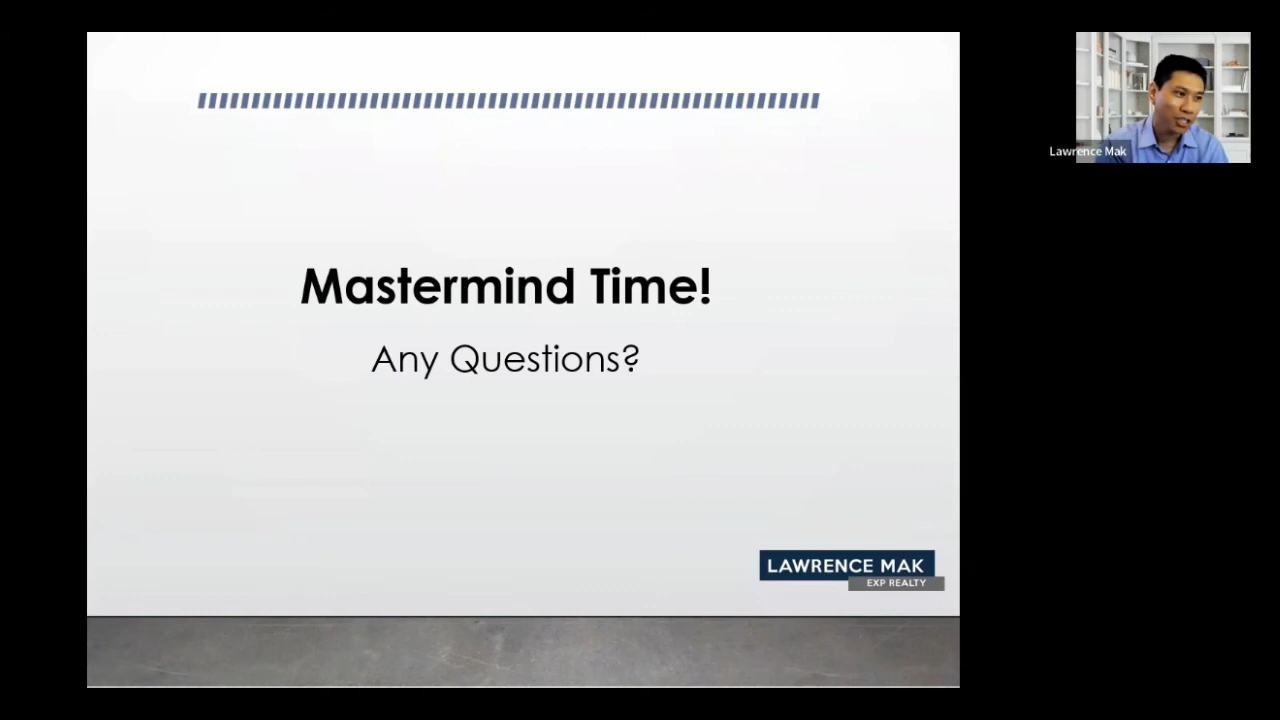 Mastermind Time!
Any Questions?
LAWRENCE MAK
EXP REALTY
Lawrence Mak